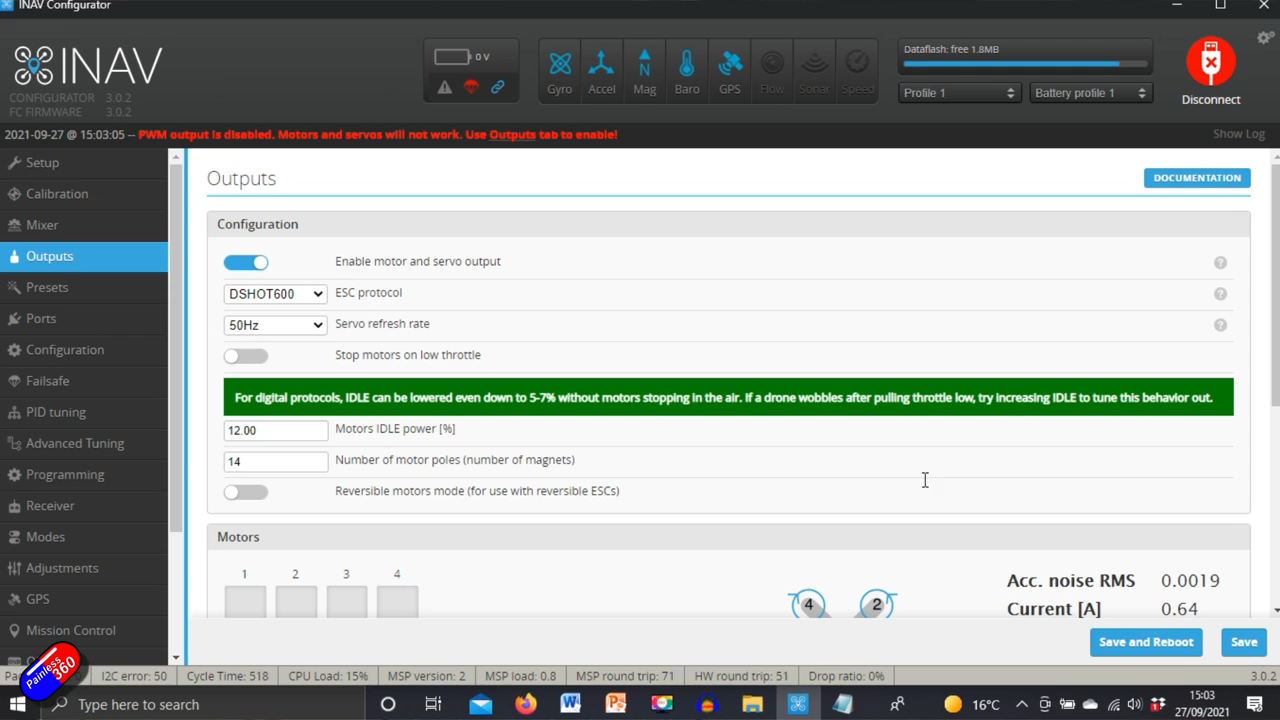 INAV Configurator
INAV
CONFIGURATOR 3.0.2
FC FIRMWARE 3.0.2
0 V
Gyro Accel Mag Baro GPS Flow Sonar Speed
Dataflash: free 1.8MB
Profile 1 Battery profile 1
Disconnect
2021-09-27 @ 15:03:05 -- PWM output is disabled. Motors and servos will not work. Use Outputs tab to enable!
Show Log
Setup
Calibration
Mixer
Outputs
Presets
Ports
Configuration
Failsafe
PID tuning
Advanced Tuning
Programming
Receiver
Modes
Adjustments
GPS
Mission Control
Outputs
DOCUMENTATION
Configuration
Enable motor and servo output ?
DSHOT600 ESC protocol ?
50Hz Servo refresh rate ?
Stop motors on low throttle
For digital protocols, IDLE can be lowered even down to 5-7% without motors stopping in the air. If a drone wobbles after pulling throttle low, try increasing IDLE to tune this behavior out.
12.00 Motors IDLE power [%]
14 Number of motor poles (number of magnets)
Reversible motors mode (for use with reversible ESCs)
Motors
1 2 3 4
4 2
Acc. noise RMS 0.0019
Current [A] 0.64
Save and Reboot Save
I2C error: 50 Cycle Time: 518 CPU Load: 15% MSP version: 2 MSP load: 0.8 MSP round trip: 71 HW round trip: 51 Drop ratio: 0% 3.0.2
Painless360
Type here to search
16°C
15:03
27/09/2021